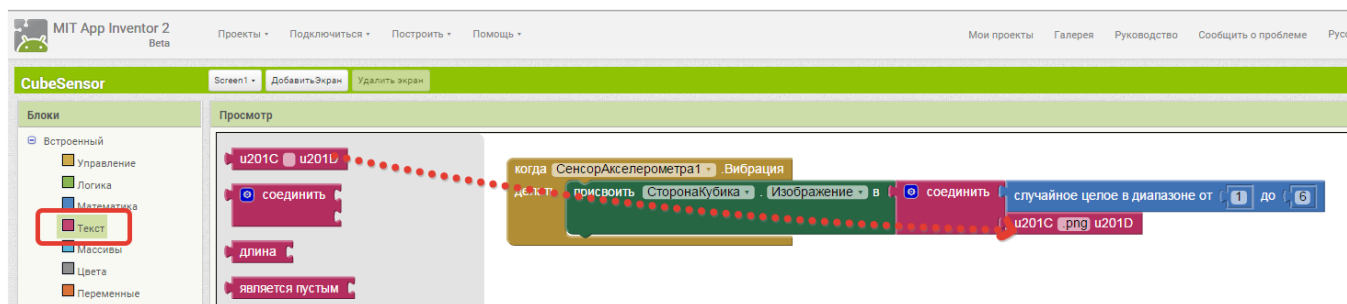 MIT App Inventor 2
Beta
Проекты Подключиться Построить Помощь
Мои проекты Галерея Руководство Сообщить о проблеме
CubeSensor
Screen1 ДобавитьЭкран Удалить экран
Блоки
Просмотр
Встроенный
Управление
Логика
Математика
Текст
Массивы
Цвета
Переменные
u201C u201D
соединить
длина
является пустым
когда СенсорАкселерометра1 .Вибрация
делать присвоить СторонаКубика . Изображение в соединить случайное целое в диапазоне от 1 до 6
u201C .png u201D